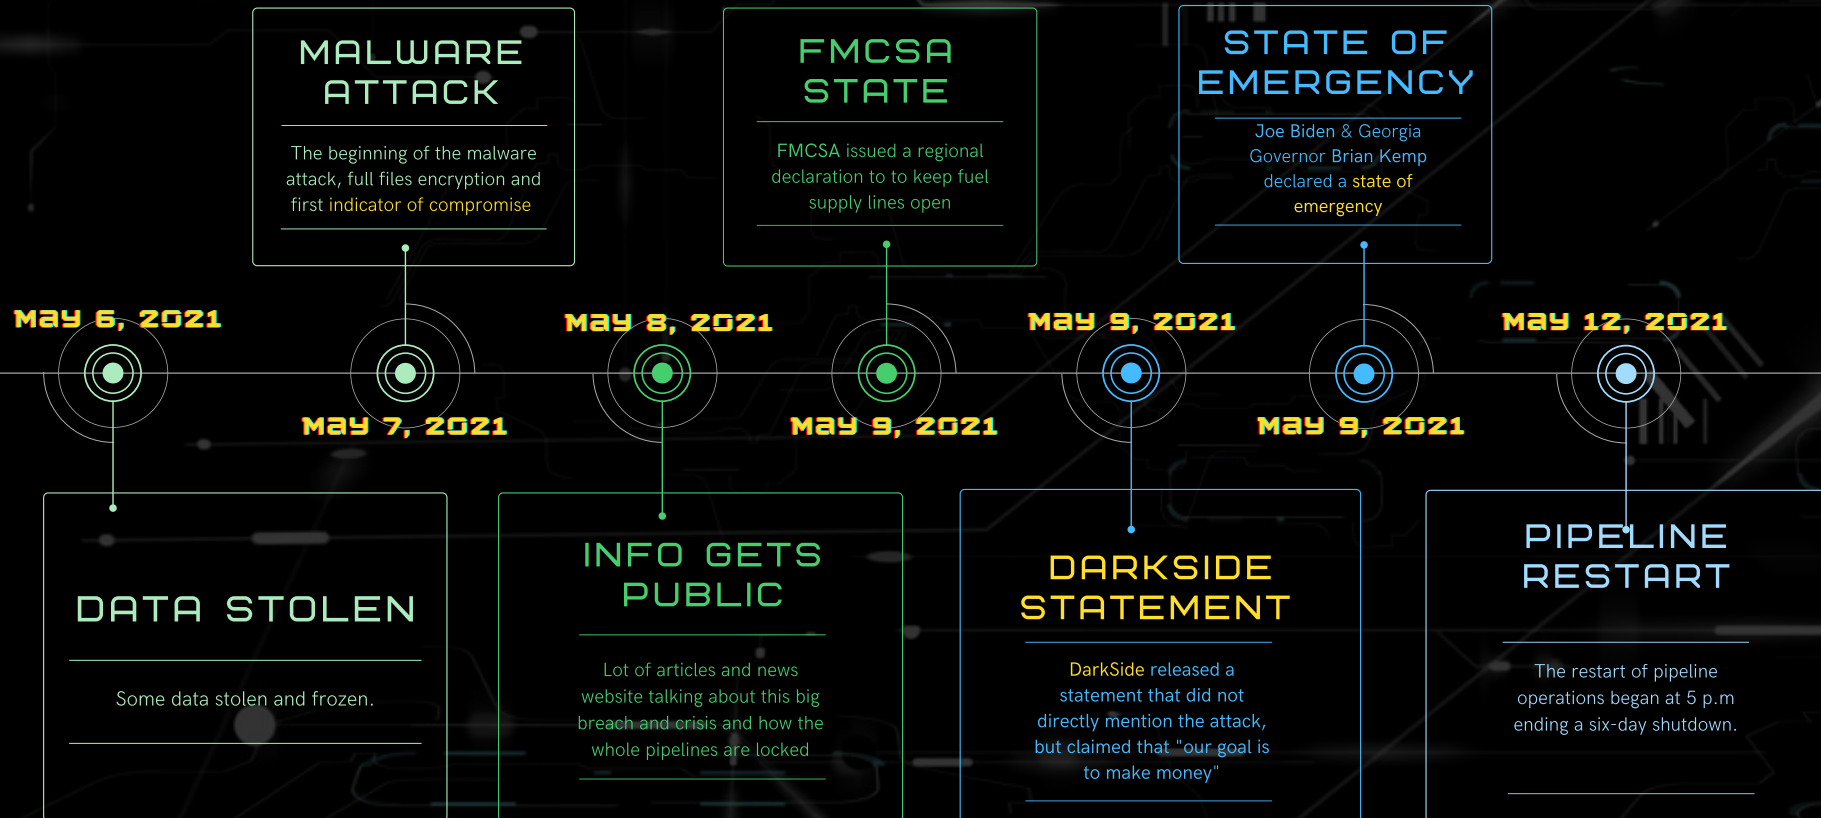 MALWARE
ATTACK
The beginning of the malware
attack, full files encryption and
first indicator of compromise
FMCSA
STATE
FMCSA issued a regional
declaration to to keep fuel
supply lines open
STATE OF
EMERGENCY
Joe Biden & Georgia
Governor Brian Kemp
declared a state of
emergency
May 6, 2021
May 7, 2021
May 8, 2021
May 9, 2021
May 9, 2021
May 9, 2021
May 12, 2021
DATA STOLEN
Some data stolen and frozen.
INFO GETS
PUBLIC
Lot of articles and news
website talking about this big
breach and crisis and how the
whole pipelines are locked
DARKSIDE
STATEMENT
DarkSide released a
statement that did not
directly mention the attack,
but claimed that "our goal is
to make money"
PIPELINE
RESTART
The restart of pipeline
operations began at 5 p.m
ending a six-day shutdown.